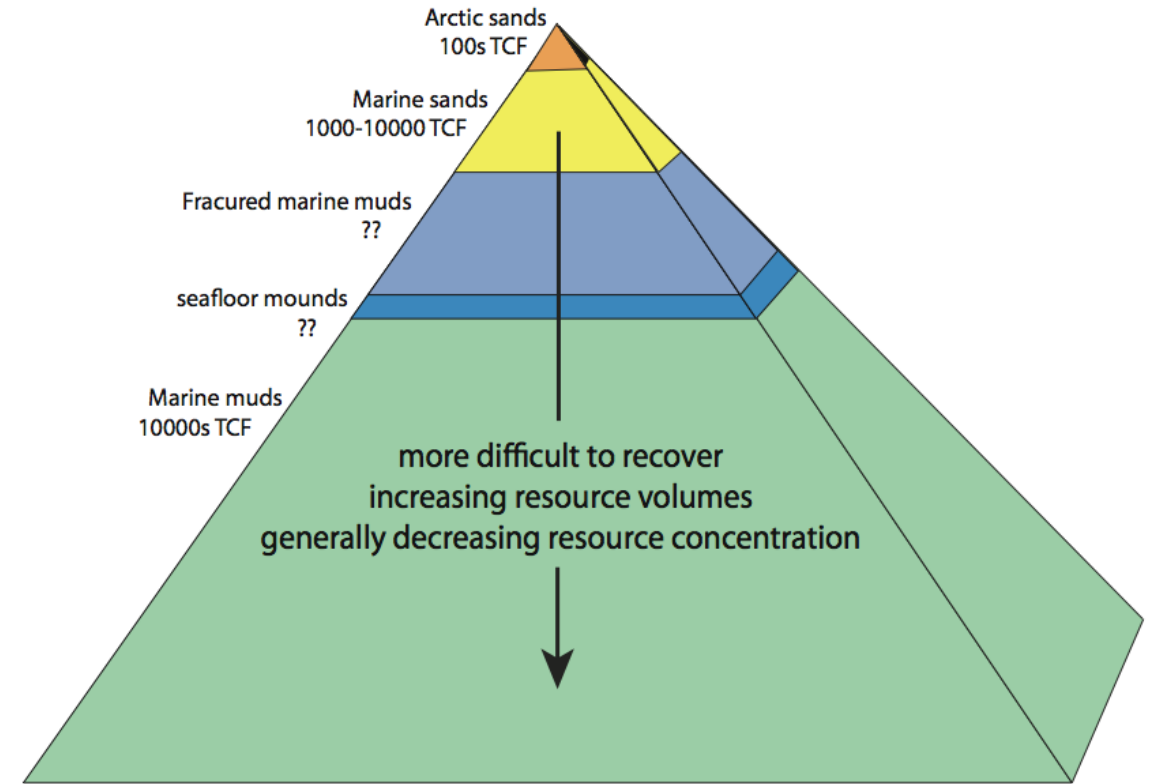 Arctic sands
100s TCF
Marine sands
1000-10000 TCF
Fracured marine muds
??
seafloor mounds
??
Marine muds
10000s TCF
more difficult to recover
increasing resource volumes
generally decreasing resource concentration